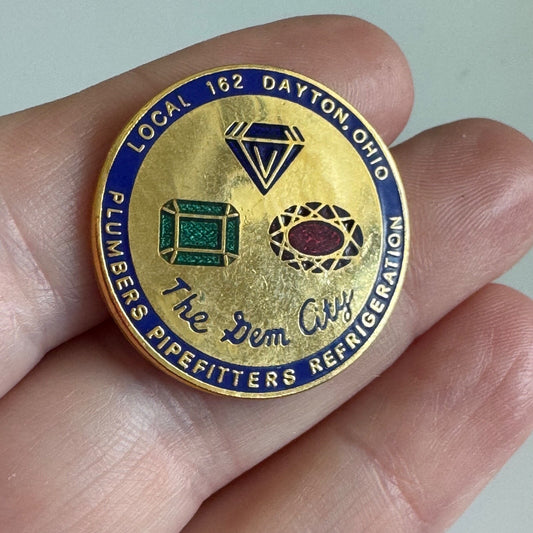 LOCAL 162 DAYTON, OHIO
The Gem City
PLUMBERS PIPEFITTERS REFRIGERATION